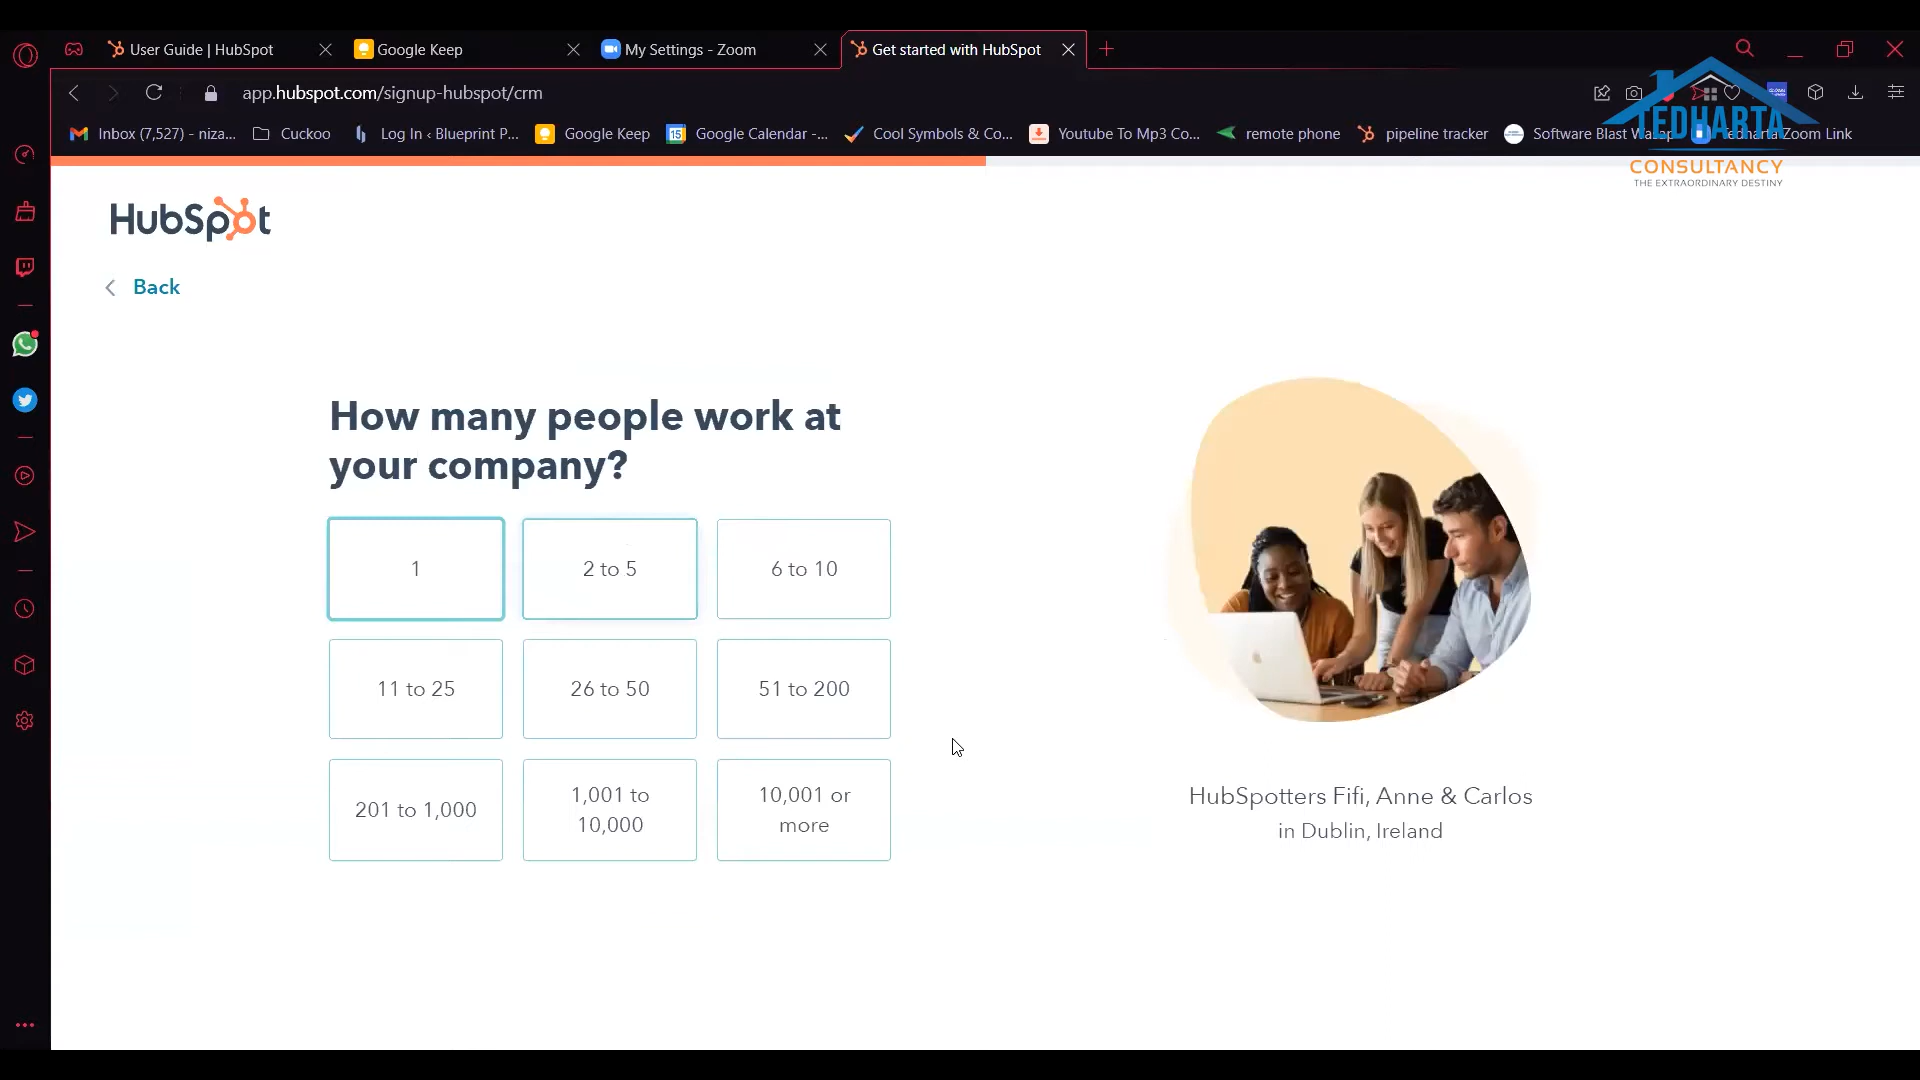 User Guide | HubSpot
Google Keep
My Settings - Zoom
Get started with HubSpot
app.hubspot.com/signup-hubspot/crm
Inbox (7,527) - niza...
Cuckoo
Log In ‹ Blueprint P...
Google Keep
Google Calendar -...
Cool Symbols & Co...
Youtube To Mp3 Co...
remote phone
pipeline tracker
Software Blast Wasap
Tedharta Zoom Link
TEDHARTA
CONSULTANCY
THE EXTRAORDINARY DESTINY
HubSpot
Back
How many people work at
your company?
1
2 to 5
6 to 10
11 to 25
26 to 50
51 to 200
201 to 1,000
1,001 to
10,000
10,001 or
more
HubSpotters Fifi, Anne & Carlos
in Dublin, Ireland